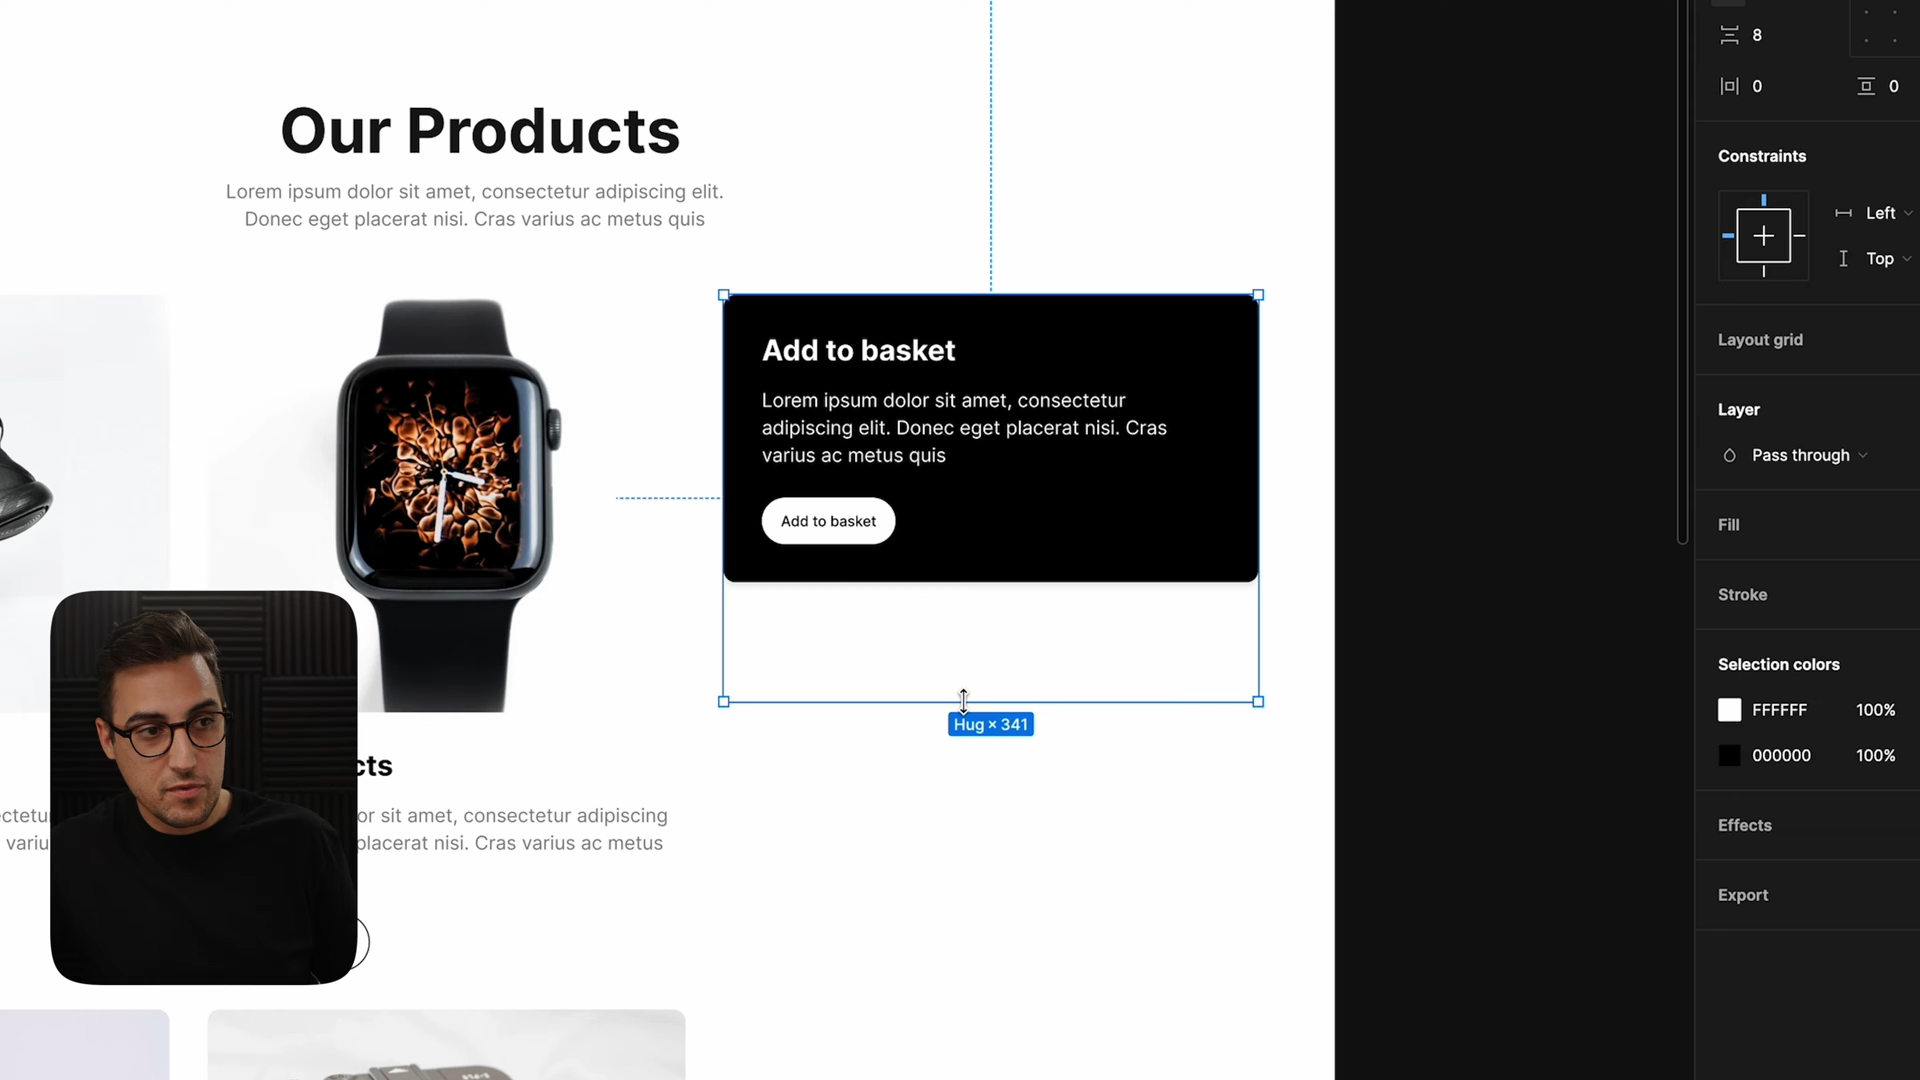 Our Products
Lorem ipsum dolor sit amet, consectetur adipiscing elit.
Donec eget placerat nisi. Cras varius ac metus quis
Add to basket
Lorem ipsum dolor sit amet, consectetur
adipiscing elit. Donec eget placerat nisi. Cras
varius ac metus quis
Add to basket
Hug × 341
cts
ctetur
or sit amet, consectetur adipiscing
variu
placerat nisi. Cras varius ac metus
8
0
0
Constraints
Left
Top
Layout grid
Layer
Pass through
Fill
Stroke
Selection colors
FFFFFF 100%
000000 100%
Effects
Export